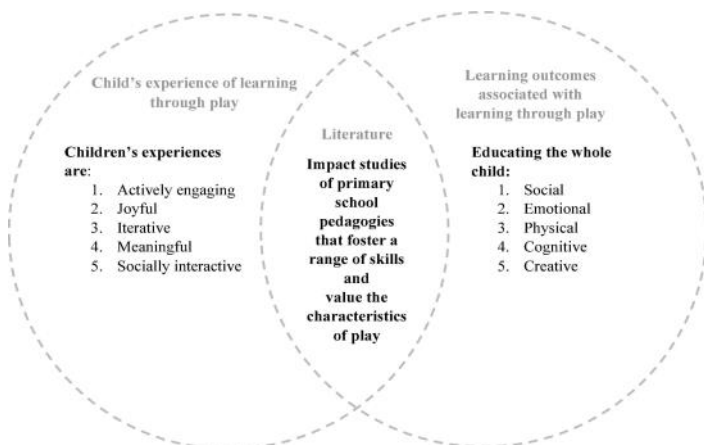 Child's experience of learning
through play
Children's experiences
are:
1. Actively engaging
2. Joyful
3. Iterative
4. Meaningful
5. Socially interactive
Literature
Impact studies
of primary
school
pedagogies
that foster a
range of skills
and
value the
characteristics
of play
Learning outcomes
associated with
learning through play
Educating the whole
child:
1. Social
2. Emotional
3. Physical
4. Cognitive
5. Creative